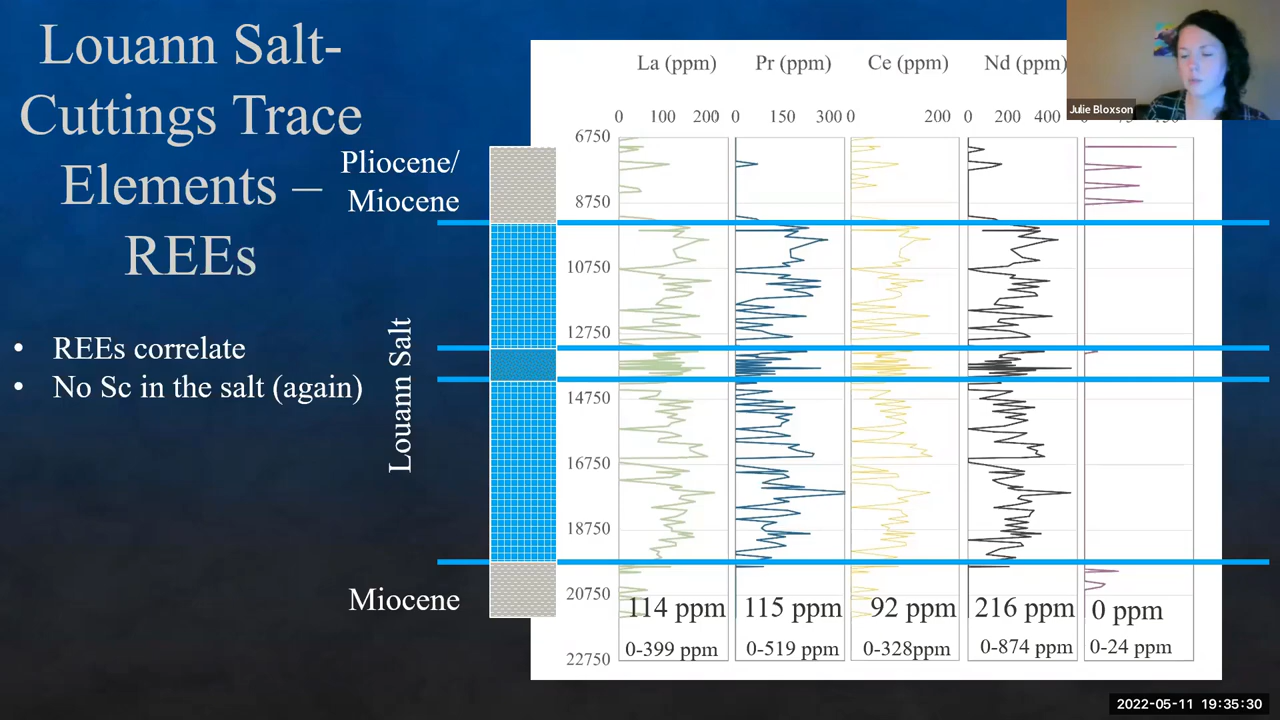 Louann Salt-
Cuttings Trace
Elements –
REEs
• REEs correlate
• No Sc in the salt (again)
Pliocene/
Miocene
Louann Salt
Miocene
La (ppm) Pr (ppm) Ce (ppm) Nd (ppm)
0 100 200 0 150 300 0 200 0 200 400
6750
8750
10750
12750
14750
16750
18750
20750
22750
114 ppm 115 ppm 92 ppm 216 ppm 0 ppm
0-399 ppm 0-519 ppm 0-328ppm 0-874 ppm 0-24 ppm
Julie Bloxson
2022-05-11 19:35:30